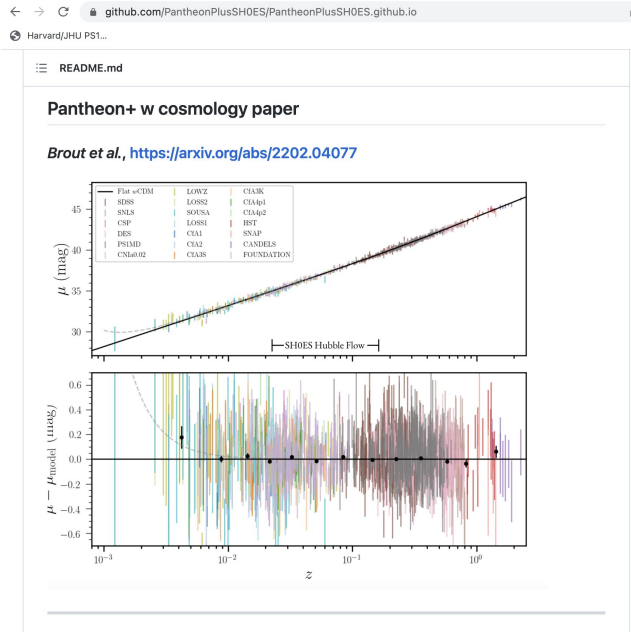 github.com/PantheonPlusSH0ES/PantheonPlusSH0ES.github.io
Harvard/JHU PS1...
README.md
Pantheon+ w cosmology paper
Brout et al., https://arxiv.org/abs/2202.04077
Flat wCDM
SDSS
SNLS
CSP
DES
PS1MD
CNIa0.02
LOWZ
LOSS2
SOUSA
LOSS1
CfA1
CfA2
CfA3S
CfA3K
CfA4p1
CfA4p2
HST
SNAP
CANDELS
FOUNDATION
μ (mag)
45
40
35
30
SH0ES Hubble Flow
μ − μmodel (mag)
0.6
0.4
0.2
0.0
−0.2
−0.4
−0.6
10⁻³ 10⁻² 10⁻¹ 10⁰
z